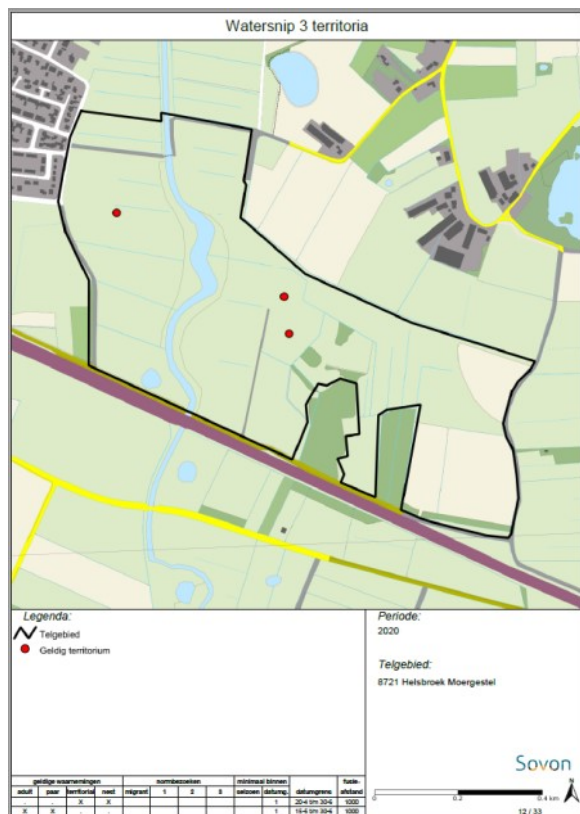 Watersnip 3 territoria
Legenda:
Telgebied
Geldig territorium
Periode:
2020
Telgebied:
8721 Helsbroek Moergestel
Sovon
N
0 0.2 0.4 km
12 / 33
geldige waarnemingen normbezoeken minimaal binnen fusie-
adult paar territoriaal nest migrant 1 2 3 seizoen datumg. datumgrens afstand
. . X X 1 20-4 t/m 30-6 1000
X X . . 1 15-5 t/m 30-6 1000